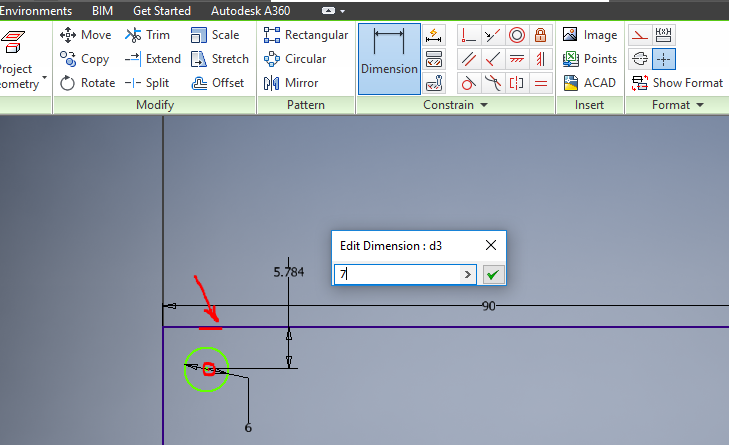 Environments BIM Get Started Autodesk A360
Move Trim Scale Rectangular Image
Project Copy Extend Stretch Circular Dimension Points
Geometry Rotate Split Offset Mirror ACAD Show Format
Modify Pattern Constrain Insert Format
Edit Dimension : d3
7
5.784
90
6